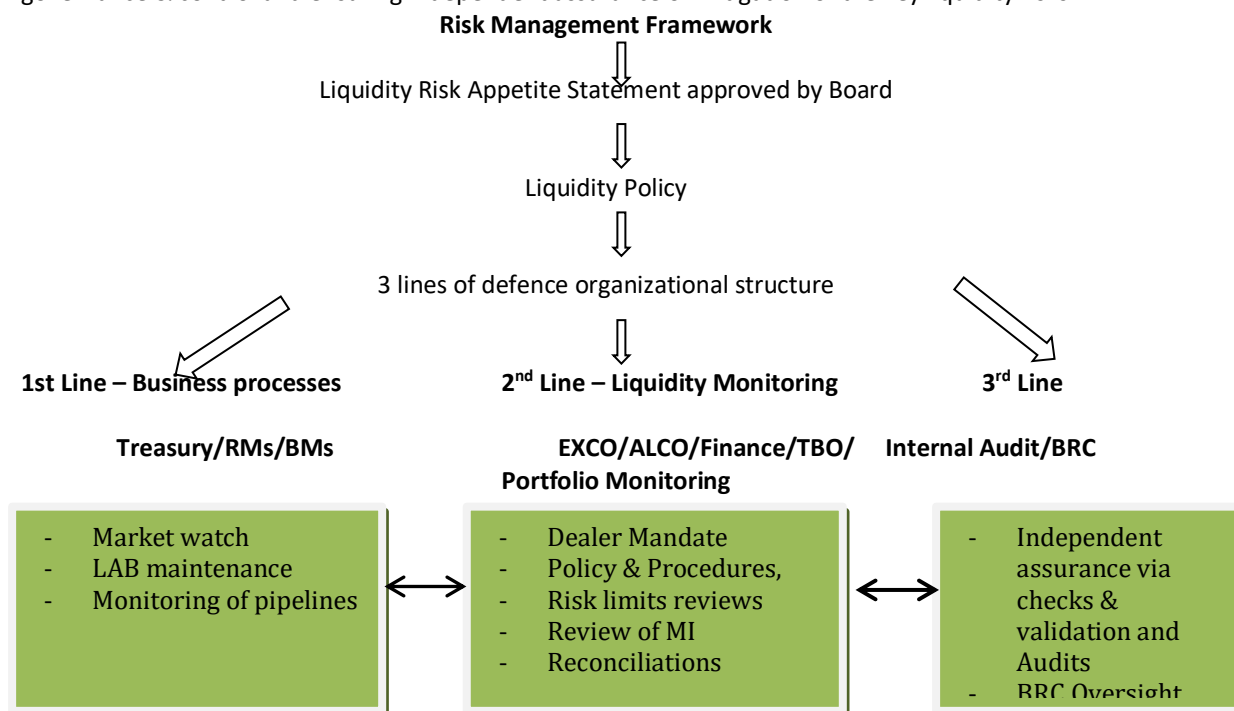 Risk Management Framework
Liquidity Risk Appetite Statement approved by Board
Liquidity Policy
3 lines of defence organizational structure
1st Line – Business processes
2nd Line – Liquidity Monitoring
3rd Line
Treasury/RMs/BMs
EXCO/ALCO/Finance/TBO/
Portfolio Monitoring
Internal Audit/BRC
- Market watch
- LAB maintenance
- Monitoring of pipelines
- Dealer Mandate
- Policy & Procedures,
- Risk limits reviews
- Review of MI
- Reconciliations
- Independent
assurance via
checks &
validation and
Audits
- BRC Oversight